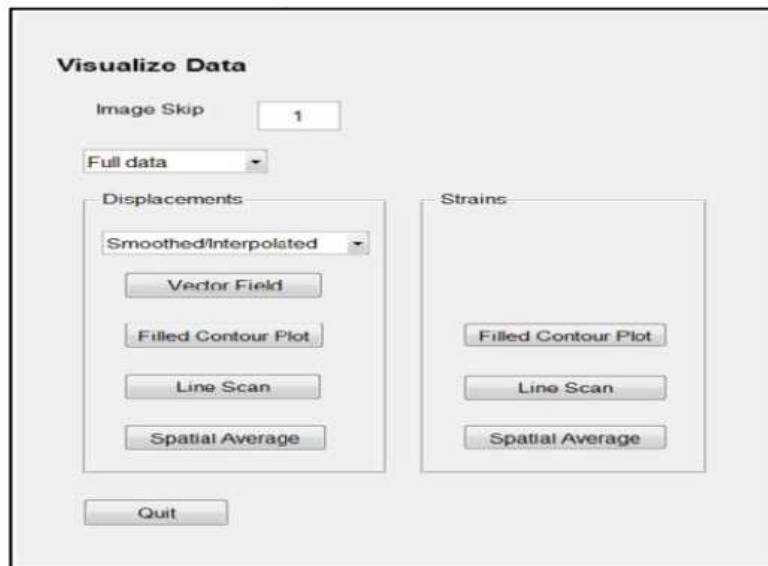 Visualize Data
Image Skip
1
Full data
Displacements
Smoothed/Interpolated
Vector Field
Filled Contour Plot
Line Scan
Spatial Average
Strains
Filled Contour Plot
Line Scan
Spatial Average
Quit